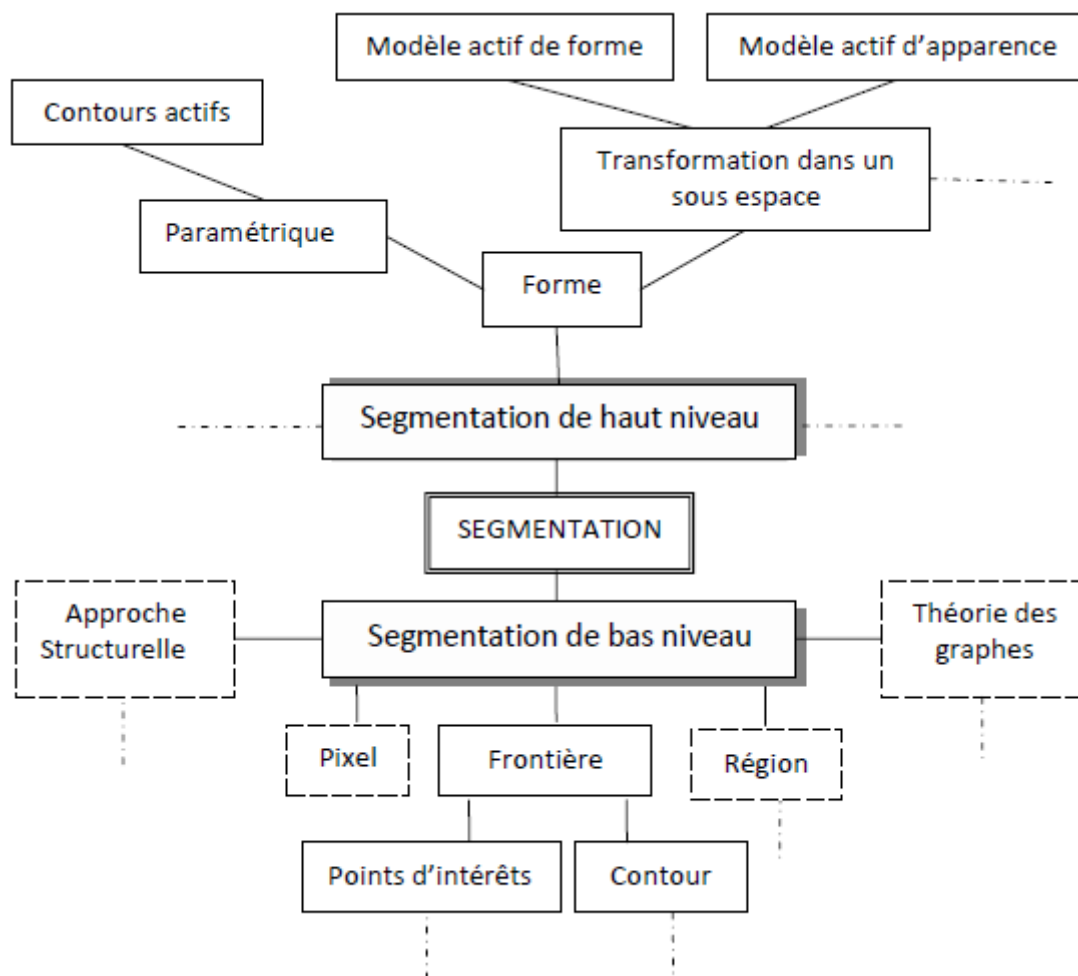 Modèle actif de forme
Modèle actif d'apparence
Contours actifs
Transformation dans un
sous espace
Paramétrique
Forme
Segmentation de haut niveau
SEGMENTATION
Approche
Structurelle
Segmentation de bas niveau
Théorie des
graphes
Pixel
Frontière
Région
Points d'intérêts
Contour